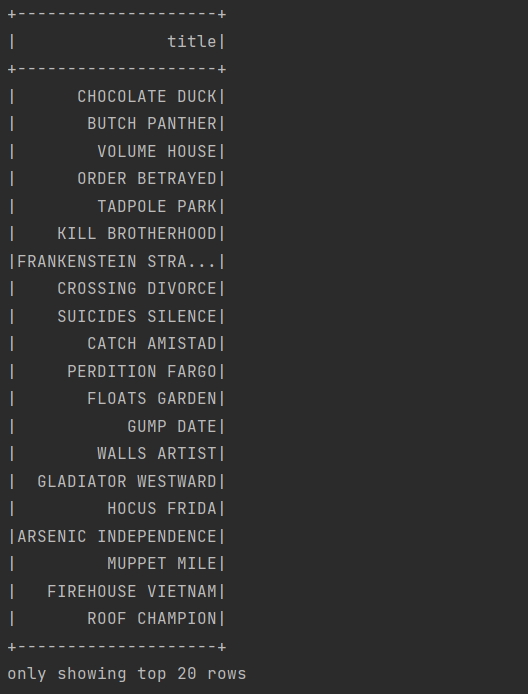 +--------------------+
|               title|
+--------------------+
|      CHOCOLATE DUCK|
|       BUTCH PANTHER|
|        VOLUME HOUSE|
|      ORDER BETRAYED|
|        TADPOLE PARK|
|    KILL BROTHERHOOD|
|FRANKENSTEIN STRA...|
|    CROSSING DIVORCE|
|    SUICIDES SILENCE|
|       CATCH AMISTAD|
|     PERDITION FARGO|
|       FLOATS GARDEN|
|           GUMP DATE|
|        WALLS ARTIST|
|  GLADIATOR WESTWARD|
|         HOCUS FRIDA|
|ARSENIC INDEPENDENCE|
|         MUPPET MILE|
|   FIREHOUSE VIETNAM|
|       ROOF CHAMPION|
+--------------------+
only showing top 20 rows